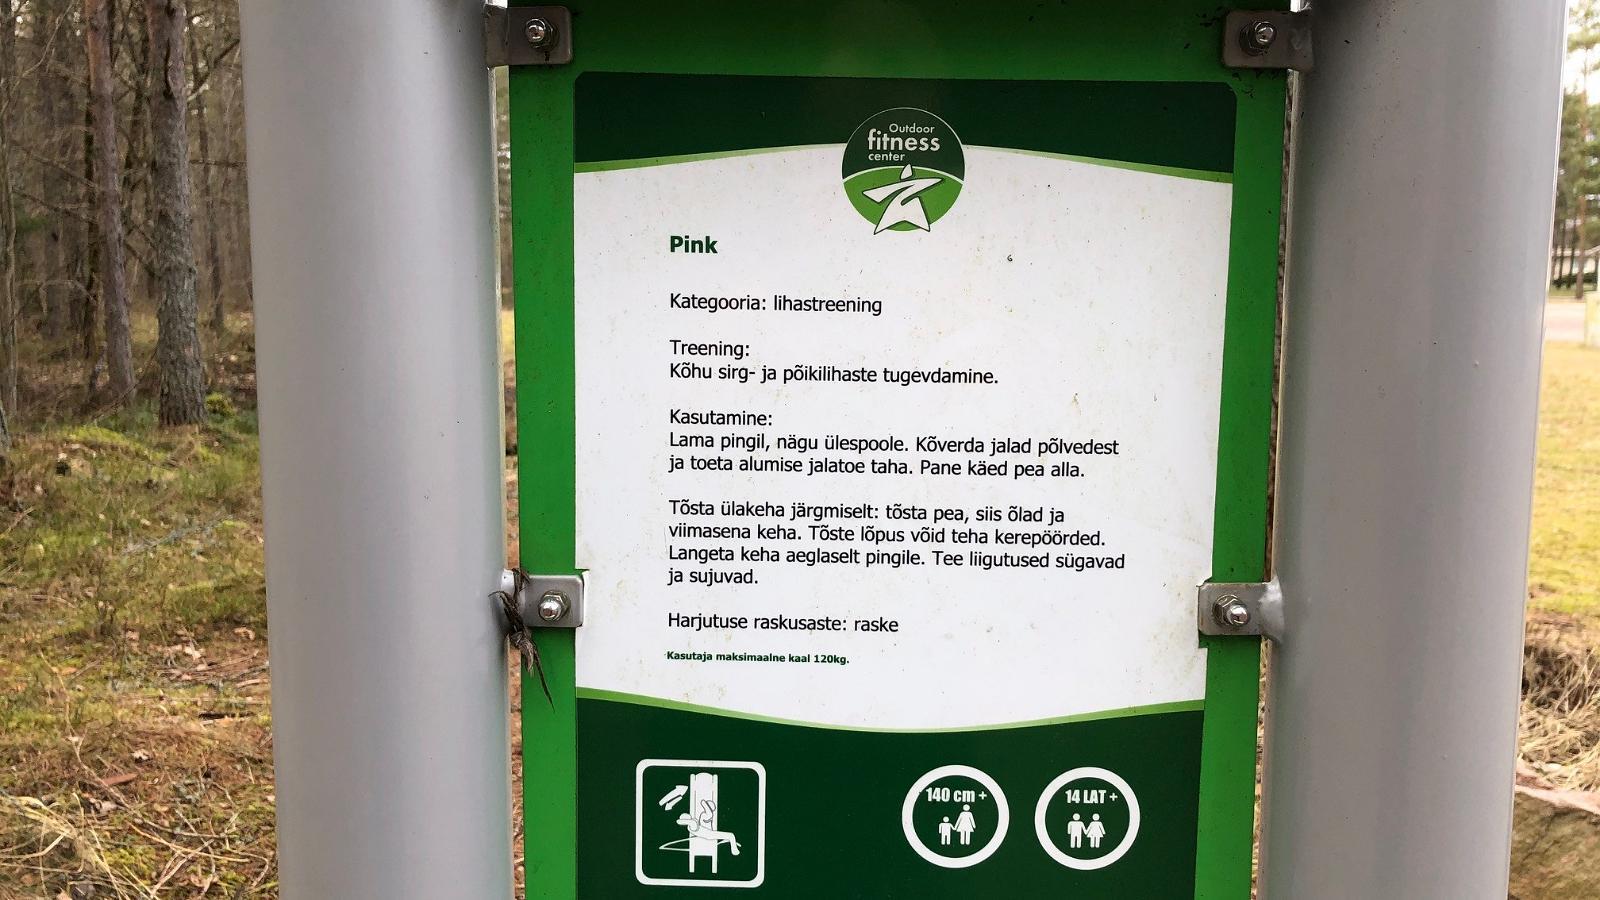 Outdoor
fitness
center
Pink
Kategooria: lihastreening
Treening:
Kõhu sirg- ja põikilihaste tugevdamine.
Kasutamine:
Lama pingil, nägu ülespoole. Kõverda jalad põlvedest
ja toeta alumise jalatoe taha. Pane käed pea alla.
Tõsta ülakeha järgmiselt: tõsta pea, siis õlad ja
viimasena keha. Tõste lõpus võid teha kerepöörded.
Langeta keha aeglaselt pingile. Tee liigutused sügavad
ja sujuvad.
Harjutuse raskusaste: raske
Kasutaja maksimaalne kaal 120kg.
140 cm +
14 LAT +